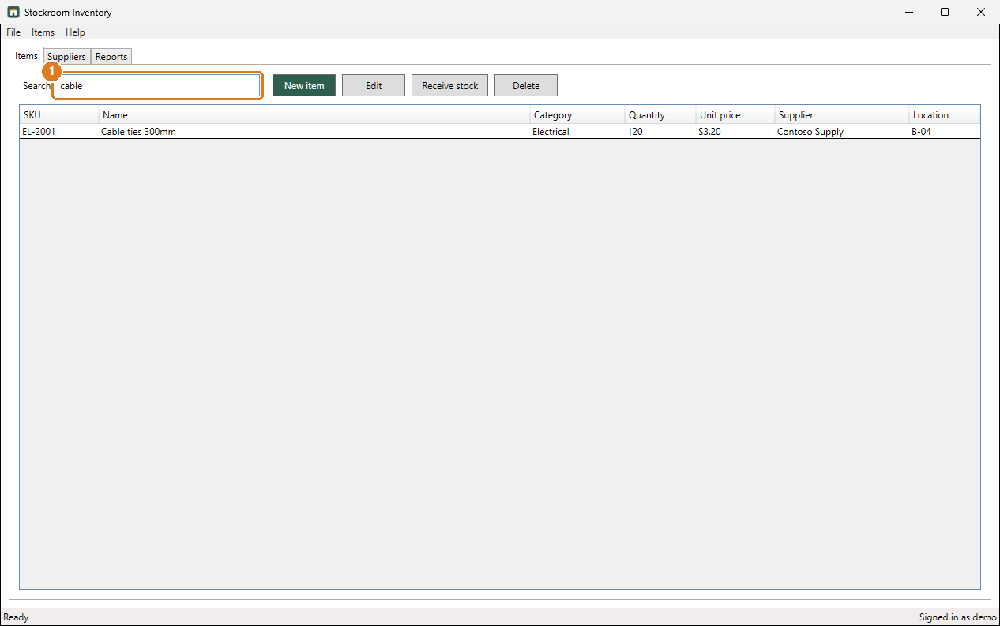 Stockroom Inventory
File Items Help
Items Suppliers Reports
1
Search cable New item Edit Receive stock Delete
SKU Name Category Quantity Unit price Supplier Location
EL-2001 Cable ties 300mm Electrical 120 $3.20 Contoso Supply B-04
Ready Signed in as demo